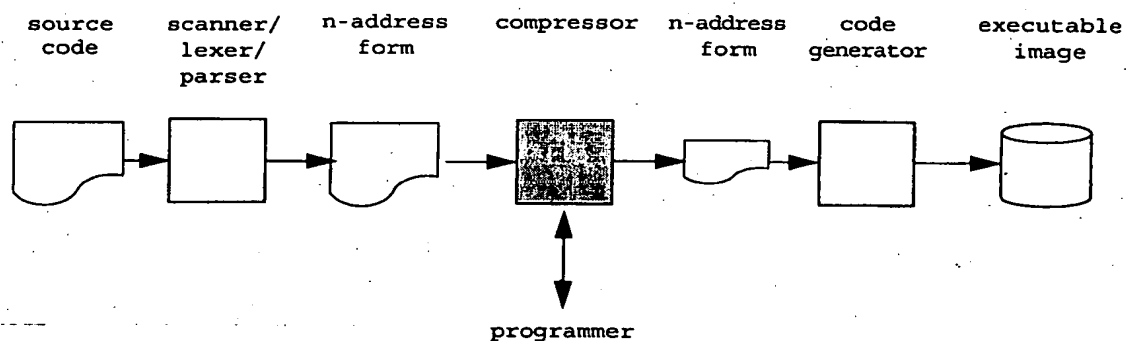 source
code
scanner/
lexer/
parser
n-address
form
compressor
n-address
form
code
generator
executable
image
programmer